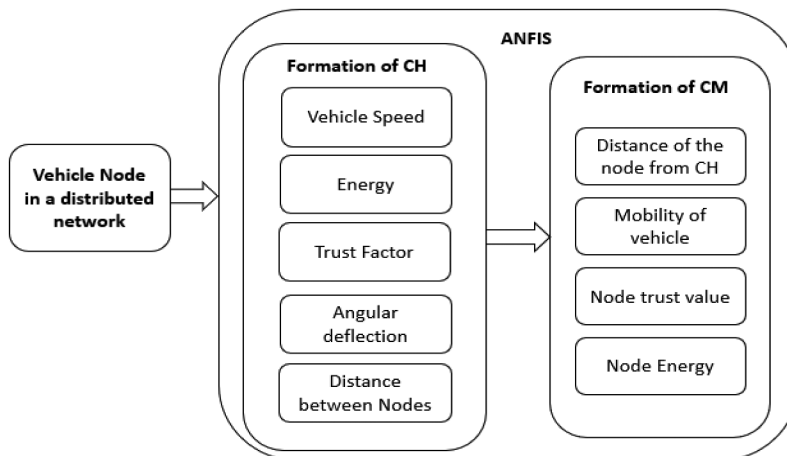 ANFIS
Vehicle Node
in a distributed
network
Formation of CH
Vehicle Speed
Energy
Trust Factor
Angular
deflection
Distance
between Nodes
Formation of CM
Distance of the
node from CH
Mobility of
vehicle
Node trust value
Node Energy